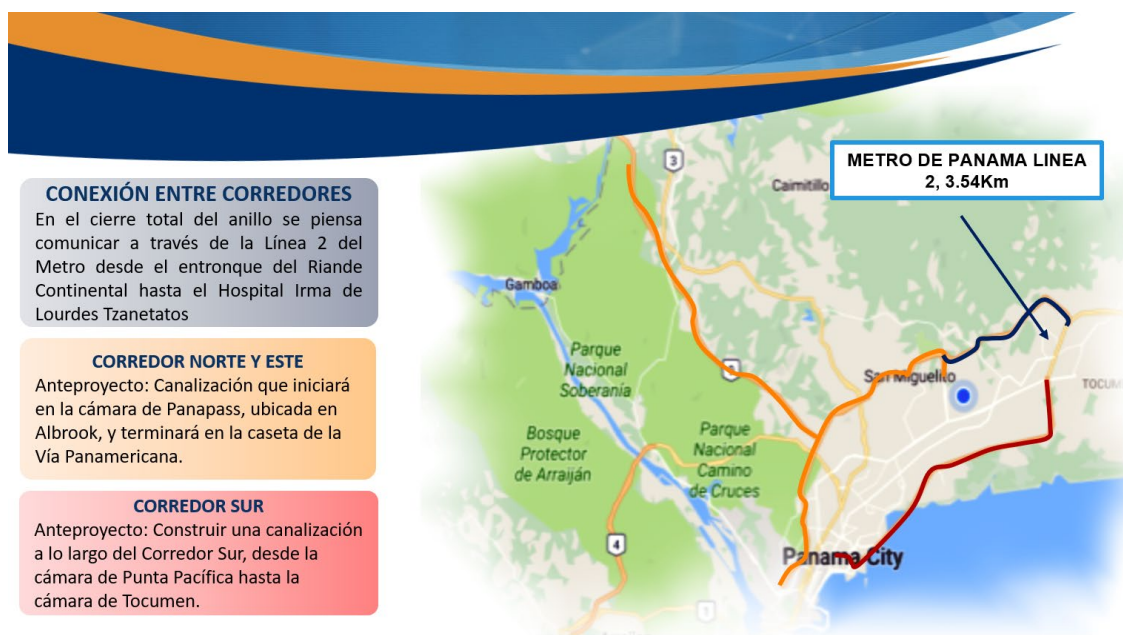 CONEXIÓN ENTRE CORREDORES
En el cierre total del anillo se piensa
comunicar a través de la Línea 2 del
Metro desde el entronque del Riande
Continental hasta el Hospital Irma de
Lourdes Tzanetatos
CORREDOR NORTE Y ESTE
Anteproyecto: Canalización que iniciará
en la cámara de Panapass, ubicada en
Albrook, y terminará en la caseta de la
Vía Panamericana.
CORREDOR SUR
Anteproyecto: Construir una canalización
a lo largo del Corredor Sur, desde la
cámara de Punta Pacífica hasta la
cámara de Tocumen.
METRO DE PANAMA LINEA
2, 3.54Km
3
Caimitillo
Gamboa
Parque
Nacional
Soberanía
San Miguelito
TOCUM
Bosque
Protector
de Arraiján
Parque
Nacional
Camino
de Cruces
4
Panama City
1